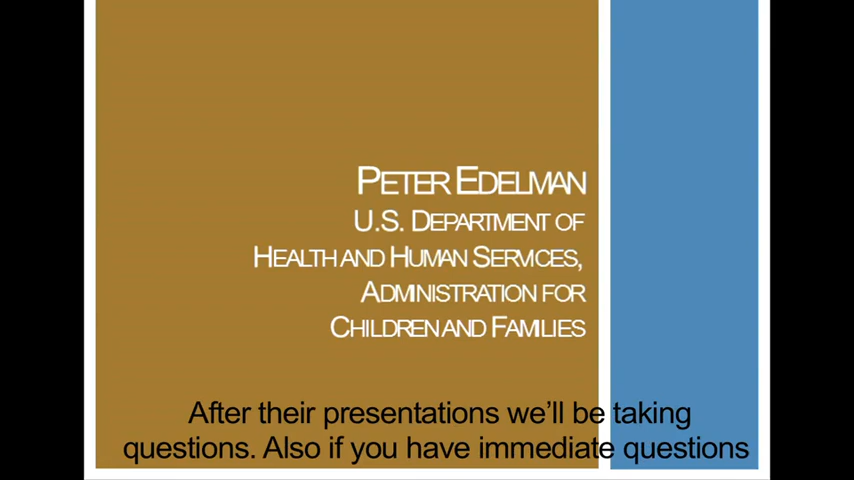 PETER EDELMAN
U.S. DEPARTMENT OF
HEALTH AND HUMAN SERVICES,
ADMINISTRATION FOR
CHILDREN AND FAMILIES
After their presentations we’ll be taking
questions. Also if you have immediate questions